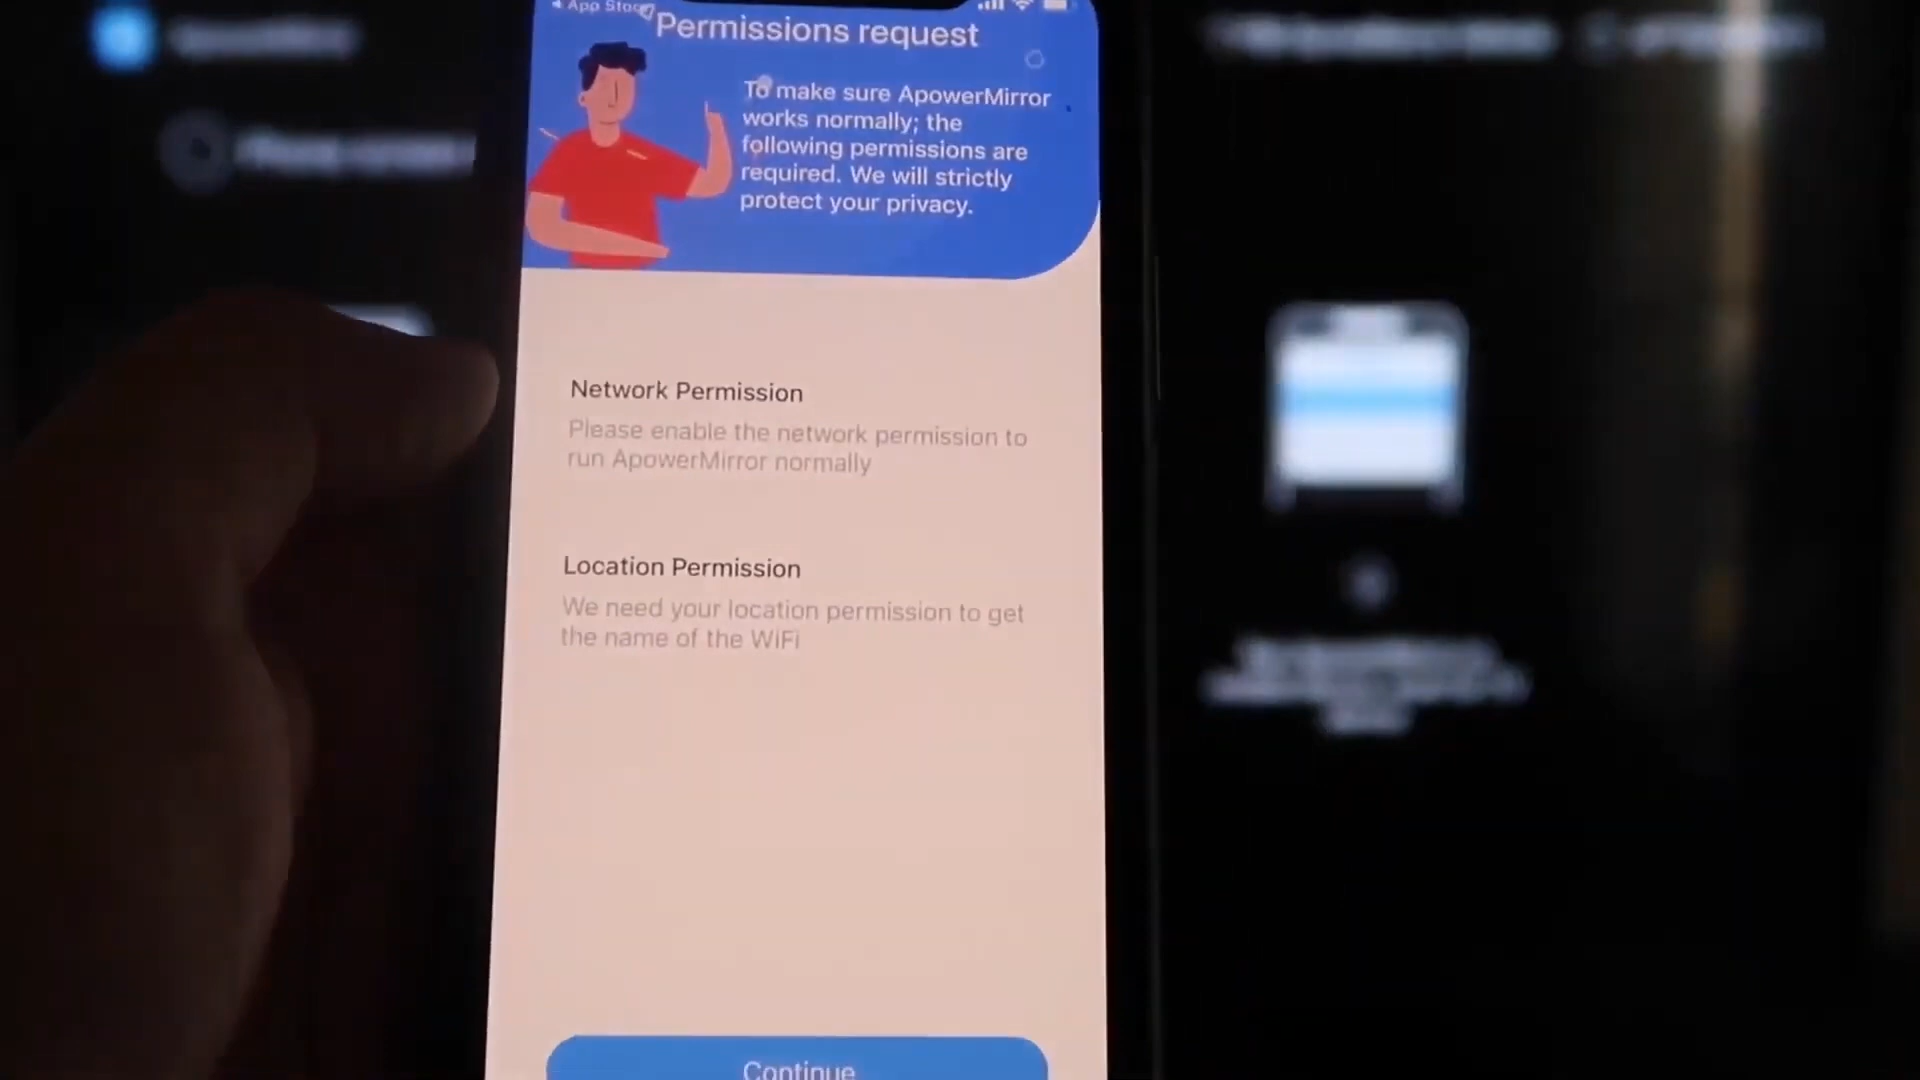 App Store
Permissions request
To make sure ApowerMirror
works normally; the
following permissions are
required. We will strictly
protect your privacy.
Network Permission
Please enable the network permission to
run ApowerMirror normally
Location Permission
We need your location permission to get
the name of the WiFi
Continue